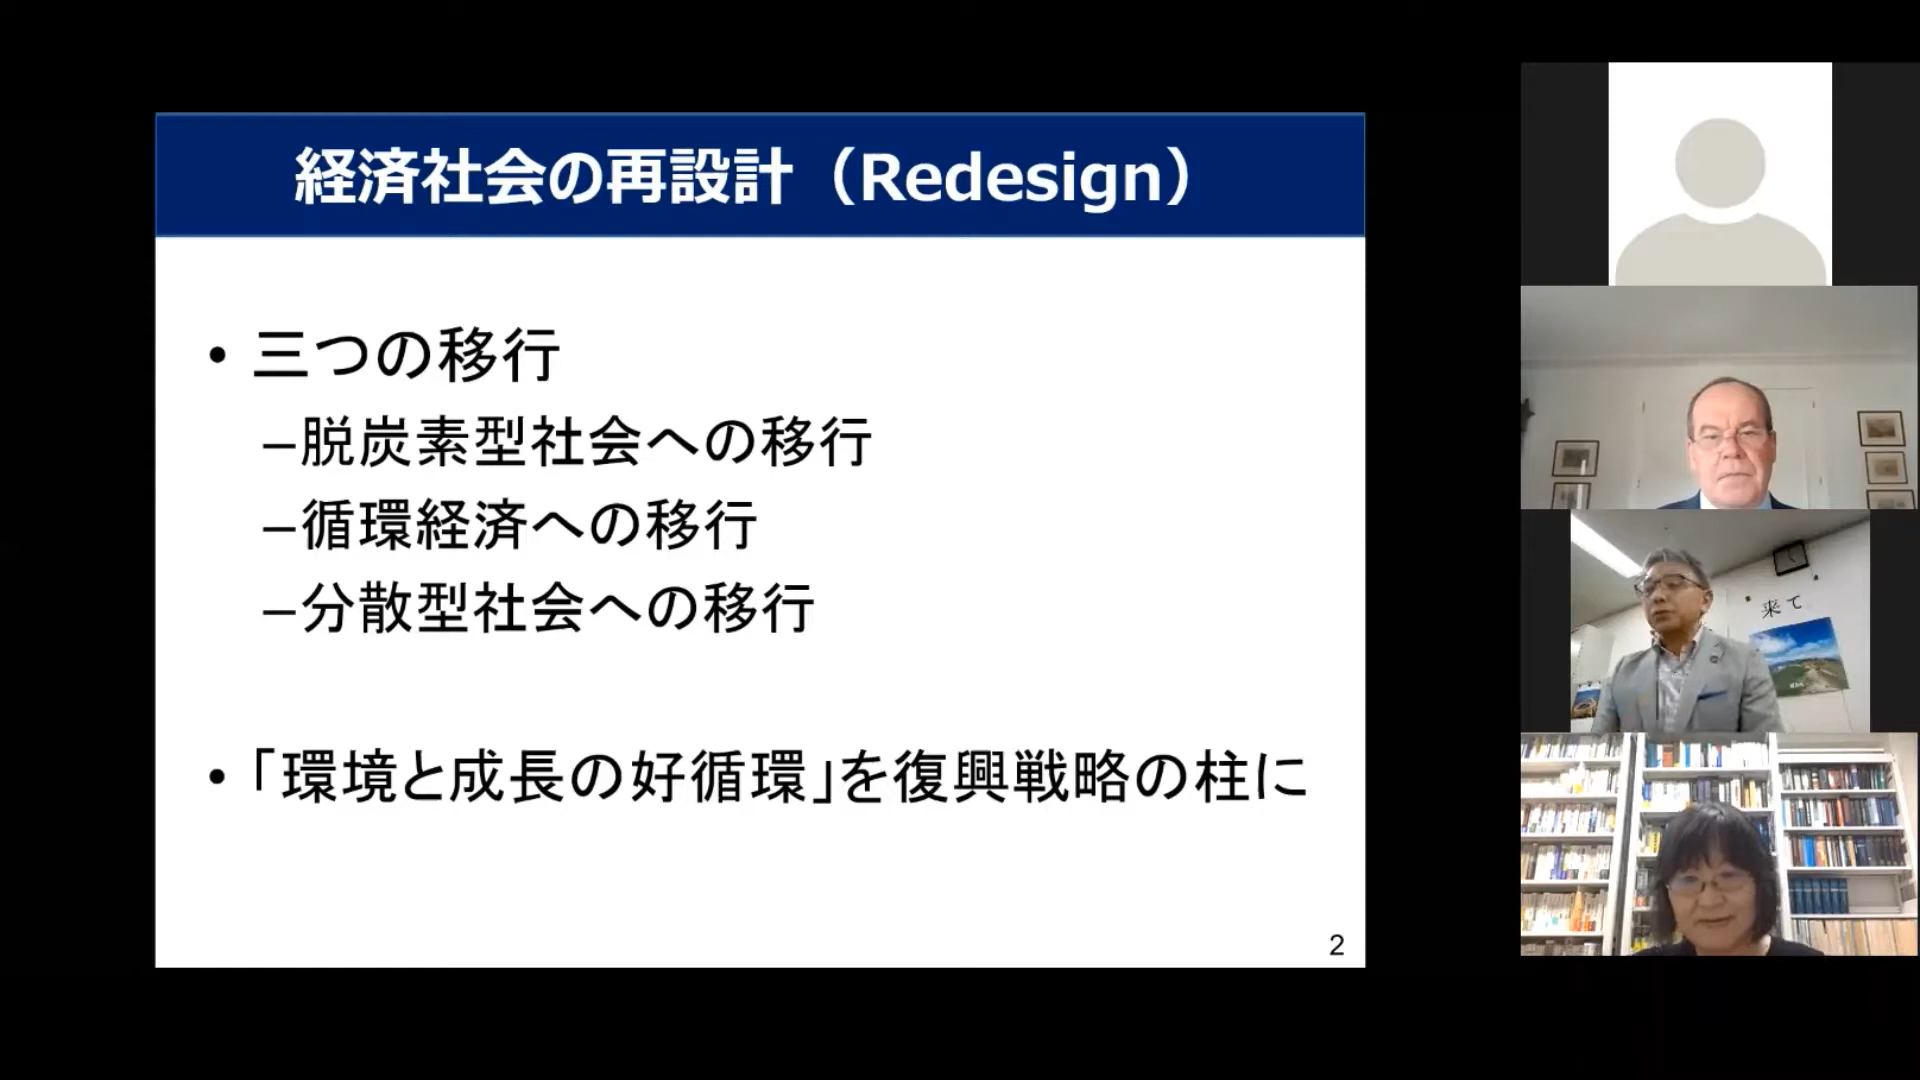 経済社会の再設計（Redesign）
• 三つの移行
–脱炭素型社会への移行
–循環経済への移行
–分散型社会への移行
• 「環境と成長の好循環」を復興戦略の柱に
2
来て